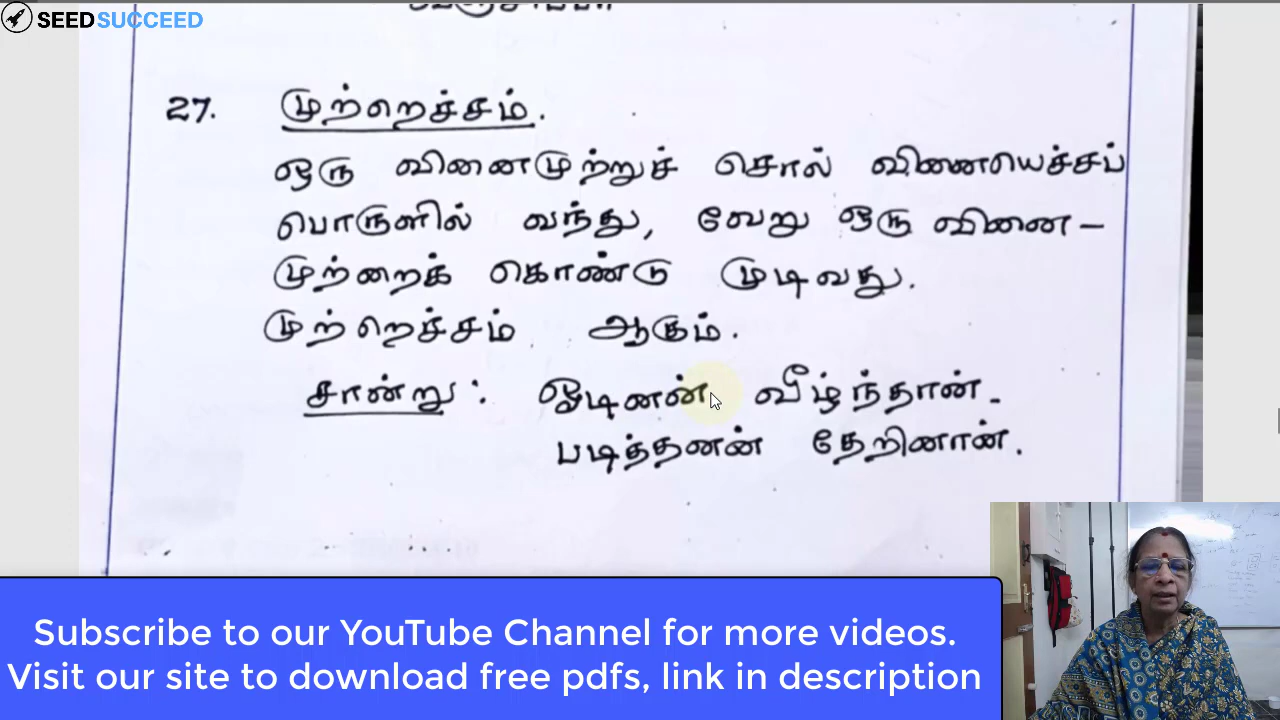 SEEDSUCCEED
27. முற்றெச்சம்.
ஒரு வினைமுற்றுச் சொல் வினையெச்சப்
பொருளில் வந்து, வேறு ஒரு வினை-
முற்றைக் கொண்டு முடிவது.
முற்றெச்சம் ஆகும்.
சான்று: ஓடினன் வீழ்ந்தான்.
படித்தனன் தேறினான்.
Subscribe to our YouTube Channel for more videos.
Visit our site to download free pdfs, link in description